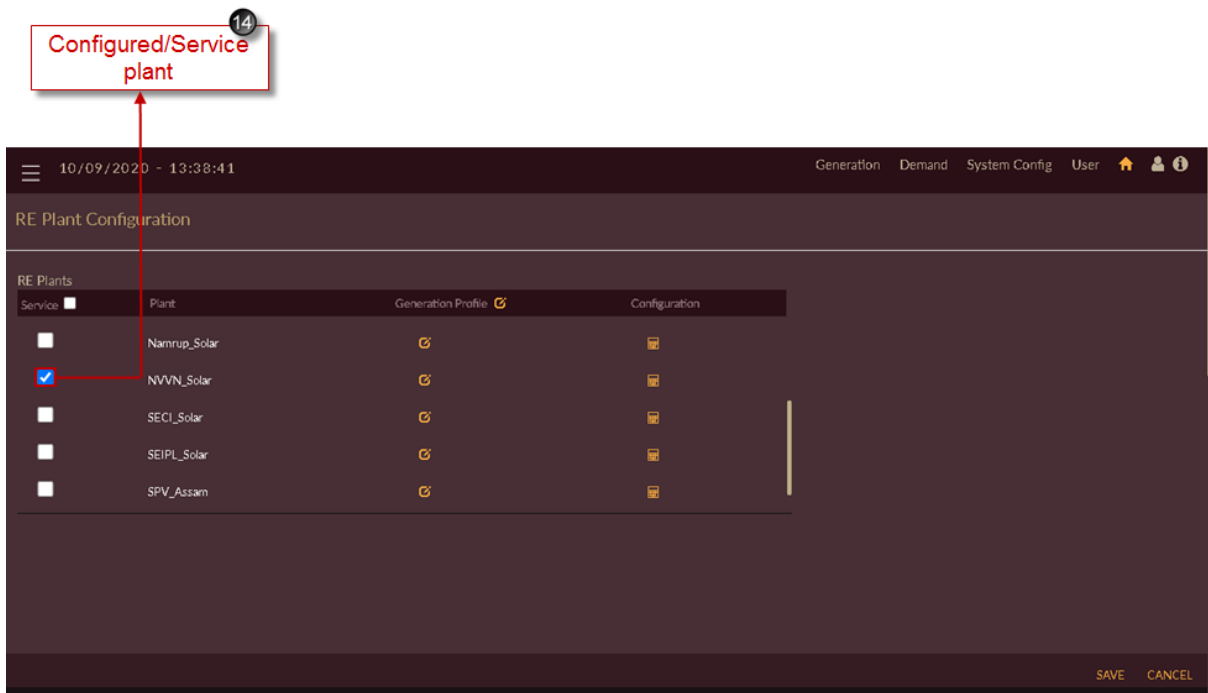 14
Configured/Service
plant
10/09/2020 - 13:38:41 Generation Demand System Config User
RE Plant Configuration
RE Plants
Service Plant Generation Profile Configuration
Namrup_Solar
NVVN_Solar
SECI_Solar
SEIPL_Solar
SPV_Assam
SAVE CANCEL